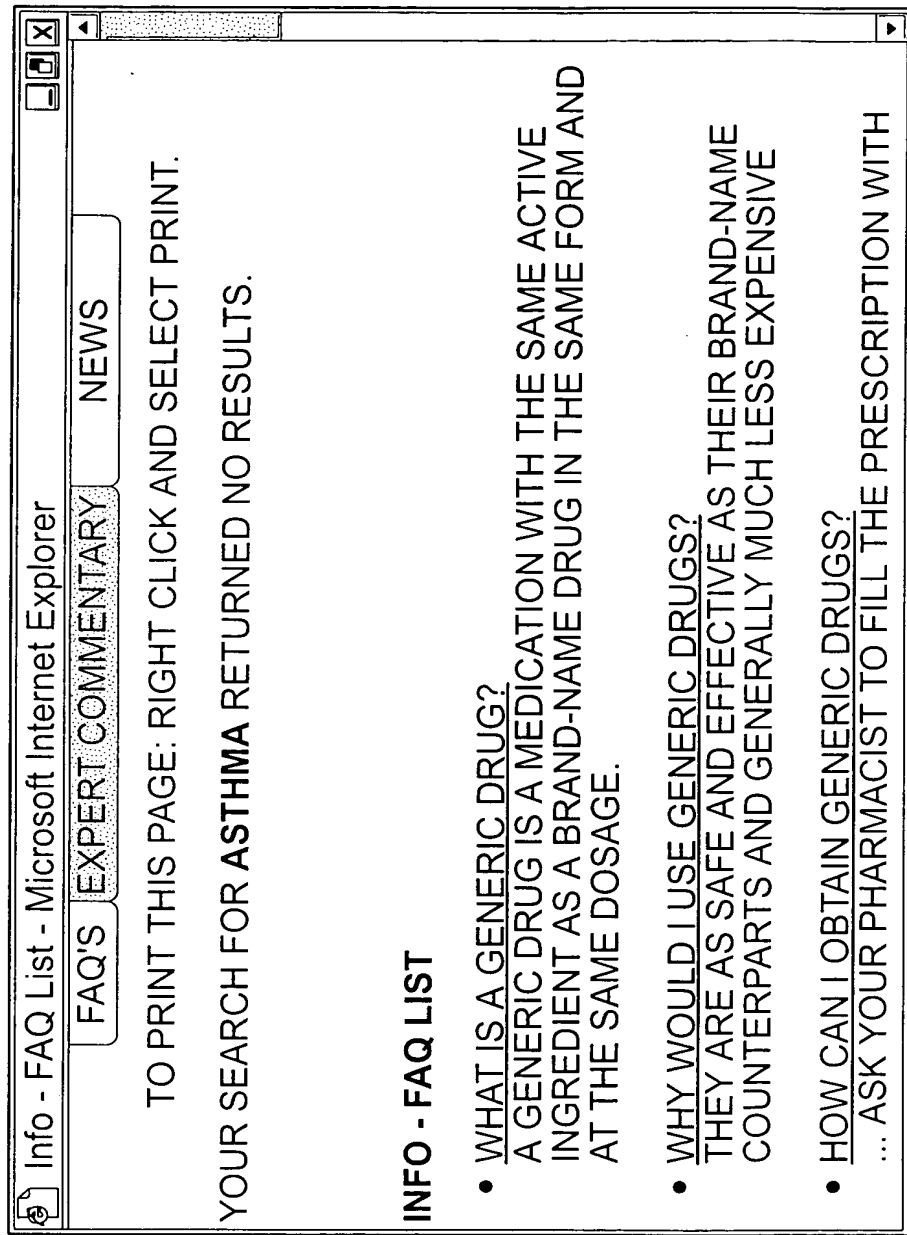 Info - FAQ List - Microsoft Internet Explorer
FAQ'S EXPERT COMMENTARY NEWS
TO PRINT THIS PAGE: RIGHT CLICK AND SELECT PRINT.
YOUR SEARCH FOR ASTHMA RETURNED NO RESULTS.
INFO - FAQ LIST
• WHAT IS A GENERIC DRUG?
A GENERIC DRUG IS A MEDICATION WITH THE SAME ACTIVE
INGREDIENT AS A BRAND-NAME DRUG IN THE SAME FORM AND
AT THE SAME DOSAGE.
• WHY WOULD I USE GENERIC DRUGS?
THEY ARE AS SAFE AND EFFECTIVE AS THEIR BRAND-NAME
COUNTERPARTS AND GENERALLY MUCH LESS EXPENSIVE
• HOW CAN I OBTAIN GENERIC DRUGS?
... ASK YOUR PHARMACIST TO FILL THE PRESCRIPTION WITH